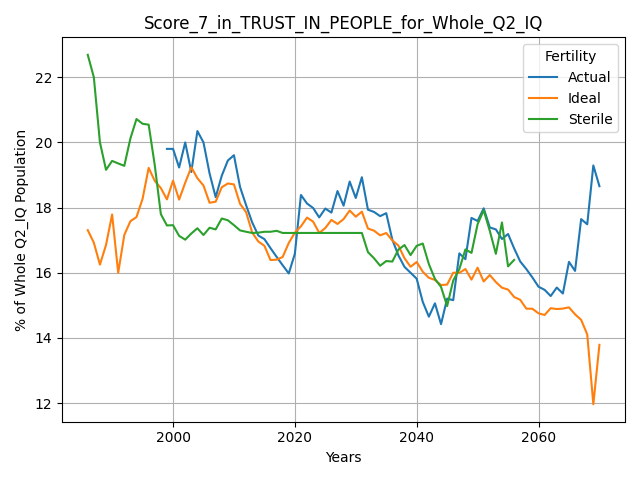 Score_7_in_TRUST_IN_PEOPLE_for_Whole_Q2_IQ
Fertility
Actual
Ideal
Sterile
% of Whole Q2_IQ Population
22
20
18
16
14
12
2000 2020 2040 2060
Years